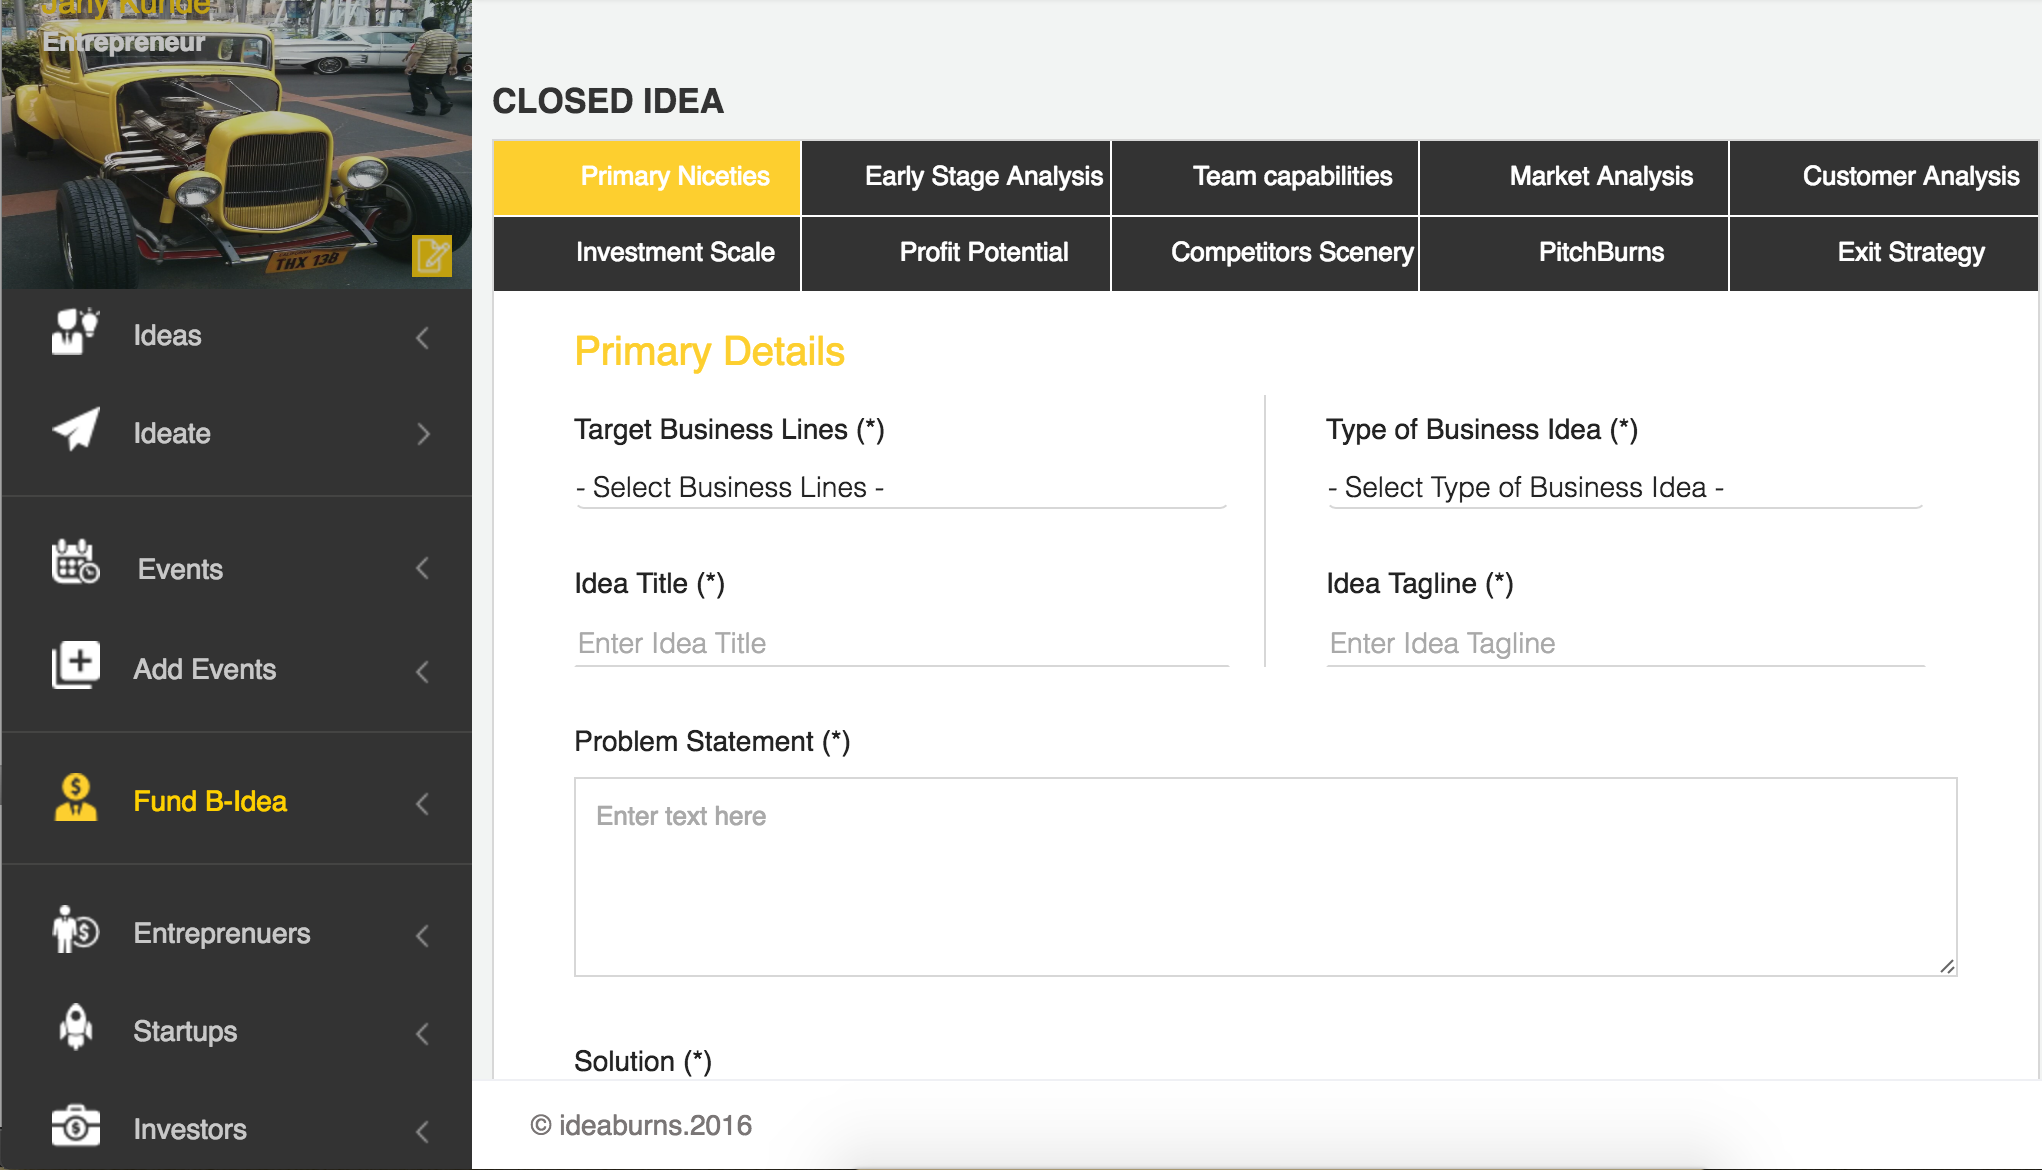 Jany Kunde
Entrepreneur
THX 138
Ideas
Ideate
Events
Add Events
Fund B-Idea
Entreprenuers
Startups
Investors
CLOSED IDEA
Primary Niceties
Early Stage Analysis
Team capabilities
Market Analysis
Customer Analysis
Investment Scale
Profit Potential
Competitors Scenery
PitchBurns
Exit Strategy
Primary Details
Target Business Lines (*)
- Select Business Lines -
Type of Business Idea (*)
- Select Type of Business Idea -
Idea Title (*)
Enter Idea Title
Idea Tagline (*)
Enter Idea Tagline
Problem Statement (*)
Enter text here
Solution (*)
© ideaburns.2016